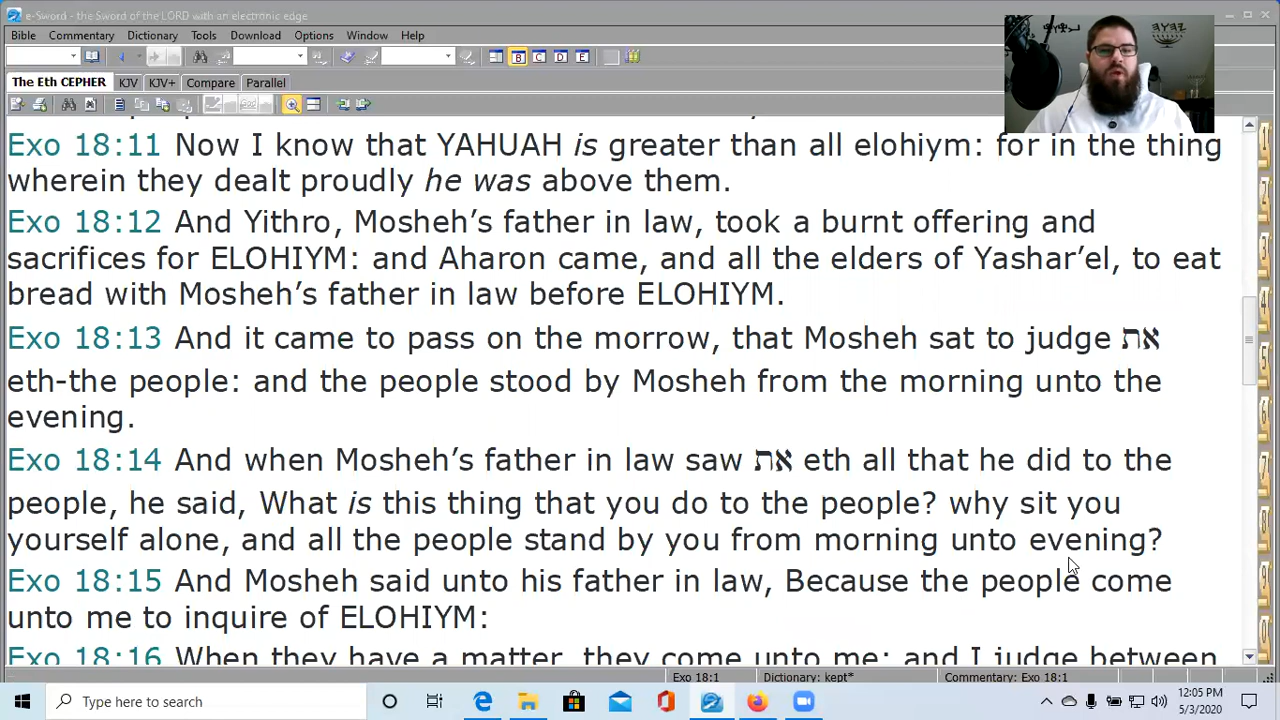 e-Sword - the Sword of the LORD with an electronic edge
Bible Commentary Dictionary Tools Download Options Window Help
B C D E
The Eth CEPHER KJV KJV+ Compare Parallel
Exo 18:11 Now I know that YAHUAH is greater than all elohiym: for in the thing
wherein they dealt proudly he was above them.
Exo 18:12 And Yithro, Mosheh’s father in law, took a burnt offering and
sacrifices for ELOHIYM: and Aharon came, and all the elders of Yashar’el, to eat
bread with Mosheh’s father in law before ELOHIYM.
Exo 18:13 And it came to pass on the morrow, that Mosheh sat to judge את
eth-the people: and the people stood by Mosheh from the morning unto the
evening.
Exo 18:14 And when Mosheh’s father in law saw את eth all that he did to the
people, he said, What is this thing that you do to the people? why sit you
yourself alone, and all the people stand by you from morning unto evening?
Exo 18:15 And Mosheh said unto his father in law, Because the people come
unto me to inquire of ELOHIYM:
Exo 18:16 When they have a matter, they come unto me; and I judge between
Exo 18:1 Dictionary: kept* Commentary: Exo 18:1
Type here to search
12:05 PM
5/3/2020